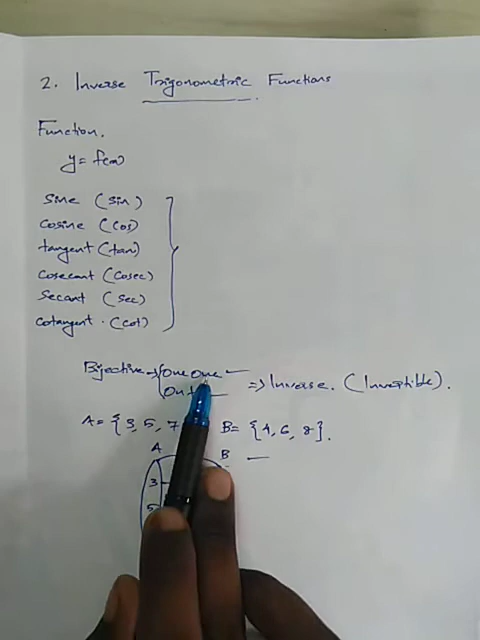 2. Inverse Trigonometric Functions
Function.
y = f(x)
Sine (Sin)
Cosine (Cos)
tangent (tan)
Cosecant (Cosec)
Secant (Sec)
Cotangent. (Cot)
Bijective → { One One
Onto => Inverse. (Invertible).
A = {3, 5, 7 B = {4, 6, 8}.
A B
3
5